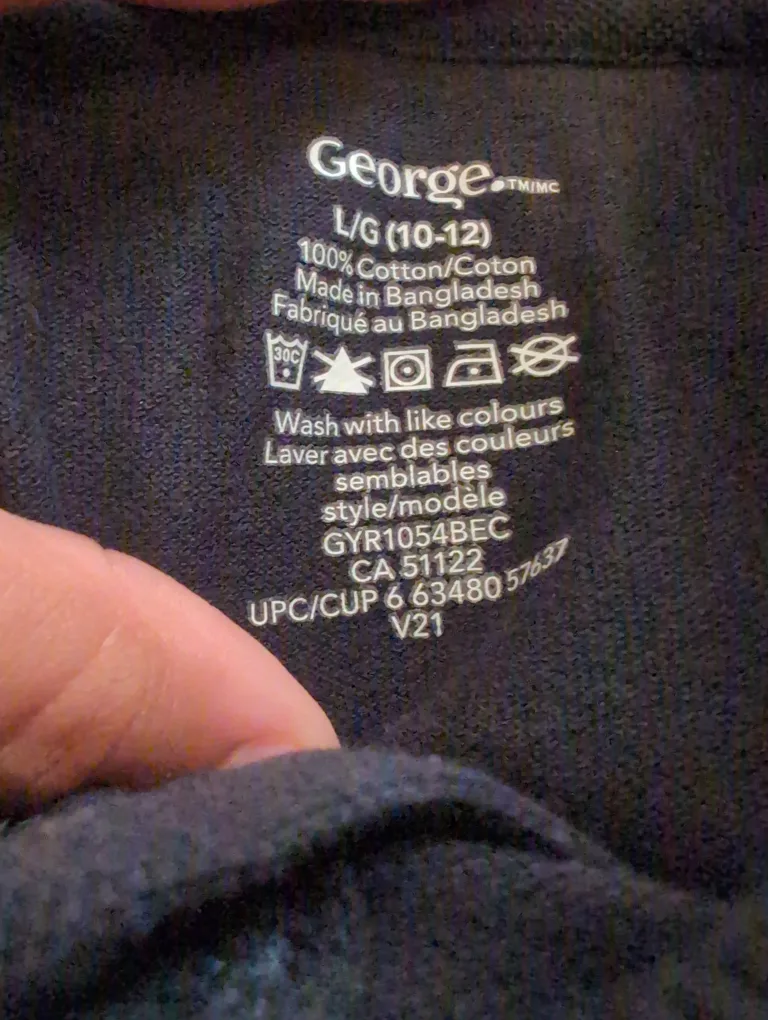 George.TM/MC
L/G (10-12)
100% Cotton/Coton
Made in Bangladesh
Fabriqué au Bangladesh
30C
Wash with like colours
Laver avec des couleurs
semblables
style/modèle
GYR1054BEC
CA 51122
UPC/CUP 6 63480 57637
V21